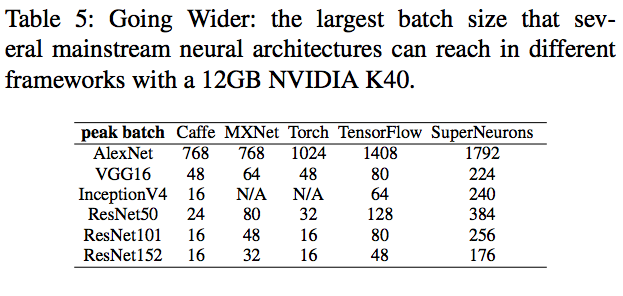 Table 5: Going Wider: the largest batch size that sev-
eral mainstream neural architectures can reach in different
frameworks with a 12GB NVIDIA K40.
peak batch Caffe MXNet Torch TensorFlow SuperNeurons
AlexNet 768 768 1024 1408 1792
VGG16 48 64 48 80 224
InceptionV4 16 N/A N/A 64 240
ResNet50 24 80 32 128 384
ResNet101 16 48 16 80 256
ResNet152 16 32 16 48 176